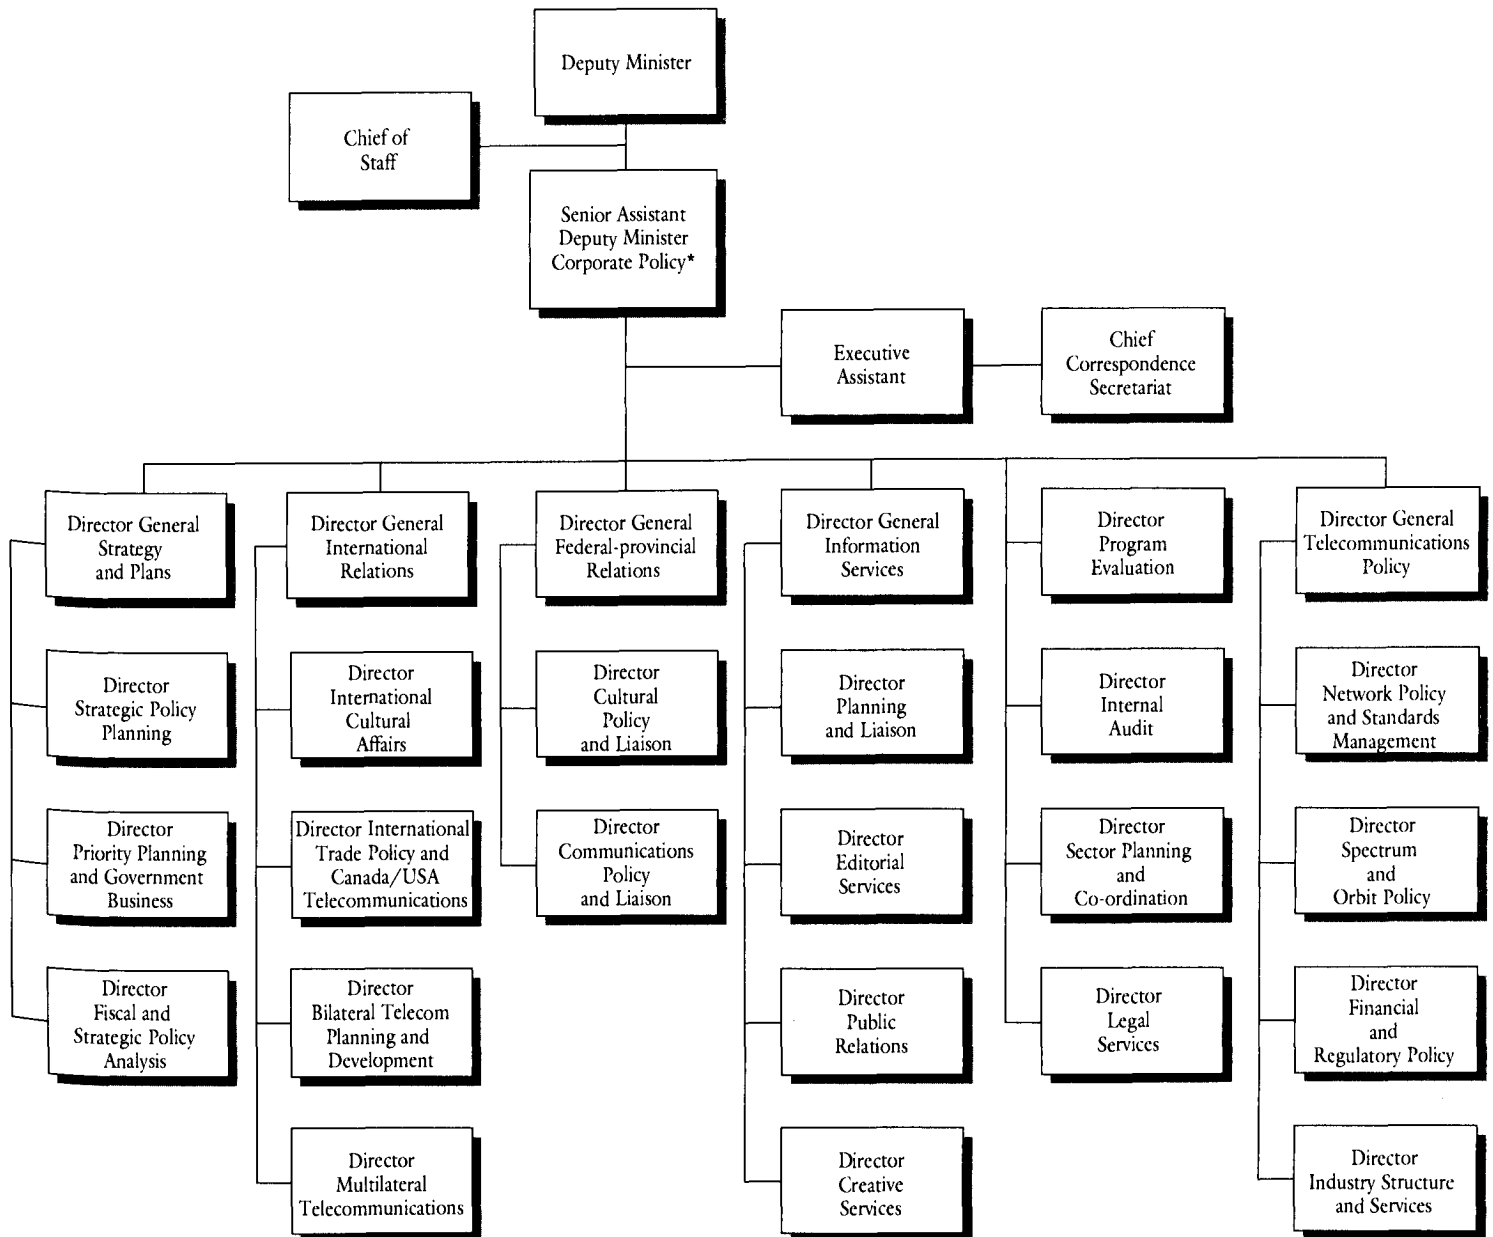 Deputy Minister
Chief of
Staff
Senior Assistant
Deputy Minister
Corporate Policy*
Executive
Assistant
Chief
Correspondence
Secretariat
Director General
Strategy
and Plans
Director
Strategic Policy
Planning
Director
Priority Planning
and Government
Business
Director
Fiscal and
Strategic Policy
Analysis
Director General
International
Relations
Director
International
Cultural
Affairs
Director International
Trade Policy and
Canada/USA
Telecommunications
Director
Bilateral Telecom
Planning and
Development
Director
Multilateral
Telecommunications
Director General
Federal-provincial
Relations
Director
Cultural
Policy
and Liaison
Director
Communications
Policy
and Liaison
Director General
Information
Services
Director
Planning
and Liaison
Director
Editorial
Services
Director
Public
Relations
Director
Creative
Services
Director
Program
Evaluation
Director
Internal
Audit
Director
Sector Planning
and
Co-ordination
Director
Legal
Services
Director General
Telecommunications
Policy
Director
Network Policy
and Standards
Management
Director
Spectrum
and
Orbit Policy
Director
Financial
and
Regulatory Policy
Director
Industry Structure
and Services